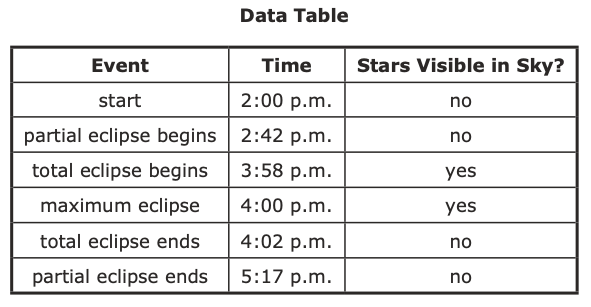 Data Table
Event Time Stars Visible in Sky?
start 2:00 p.m. no
partial eclipse begins 2:42 p.m. no
total eclipse begins 3:58 p.m. yes
maximum eclipse 4:00 p.m. yes
total eclipse ends 4:02 p.m. no
partial eclipse ends 5:17 p.m. no